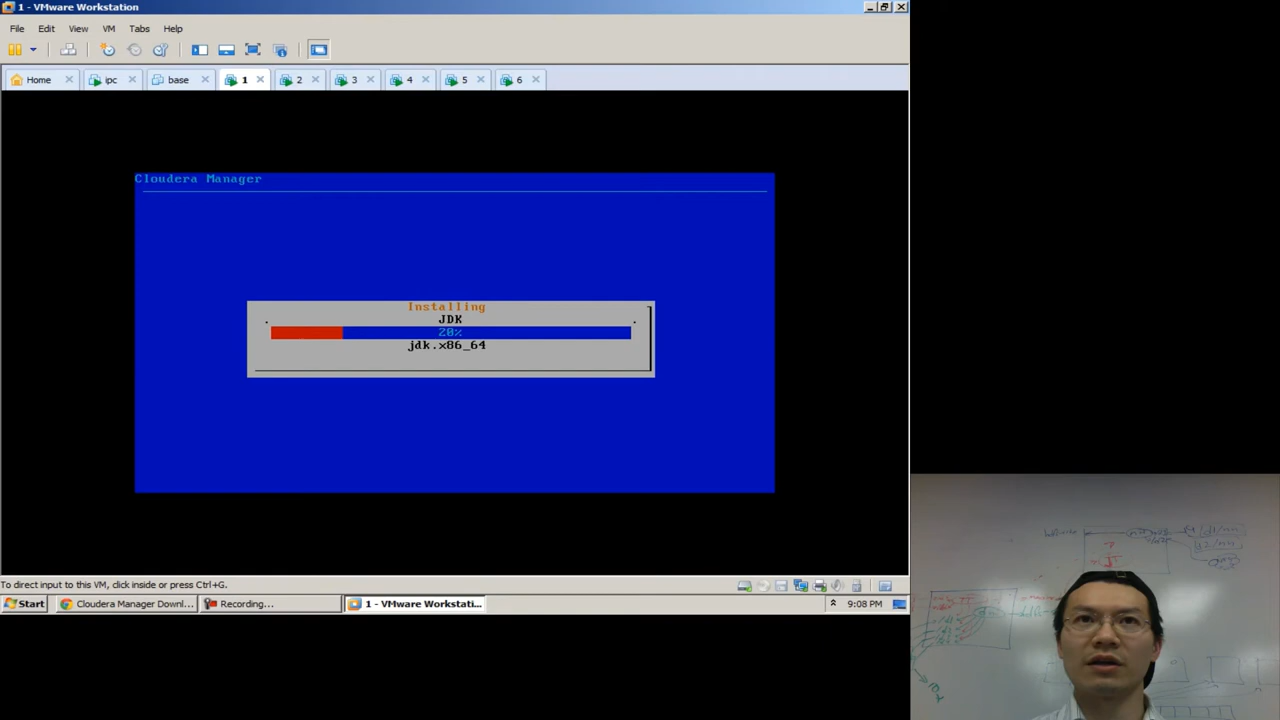 1 - VMware Workstation
File Edit View VM Tabs Help
Home ipc base 1 2 3 4 5 6
Cloudera Manager
Installing
JDK
20%
jdk.x86_64
To direct input to this VM, click inside or press Ctrl+G.
Start Cloudera Manager Downl... Recording... 1 - VMware Workstati... 9:08 PM